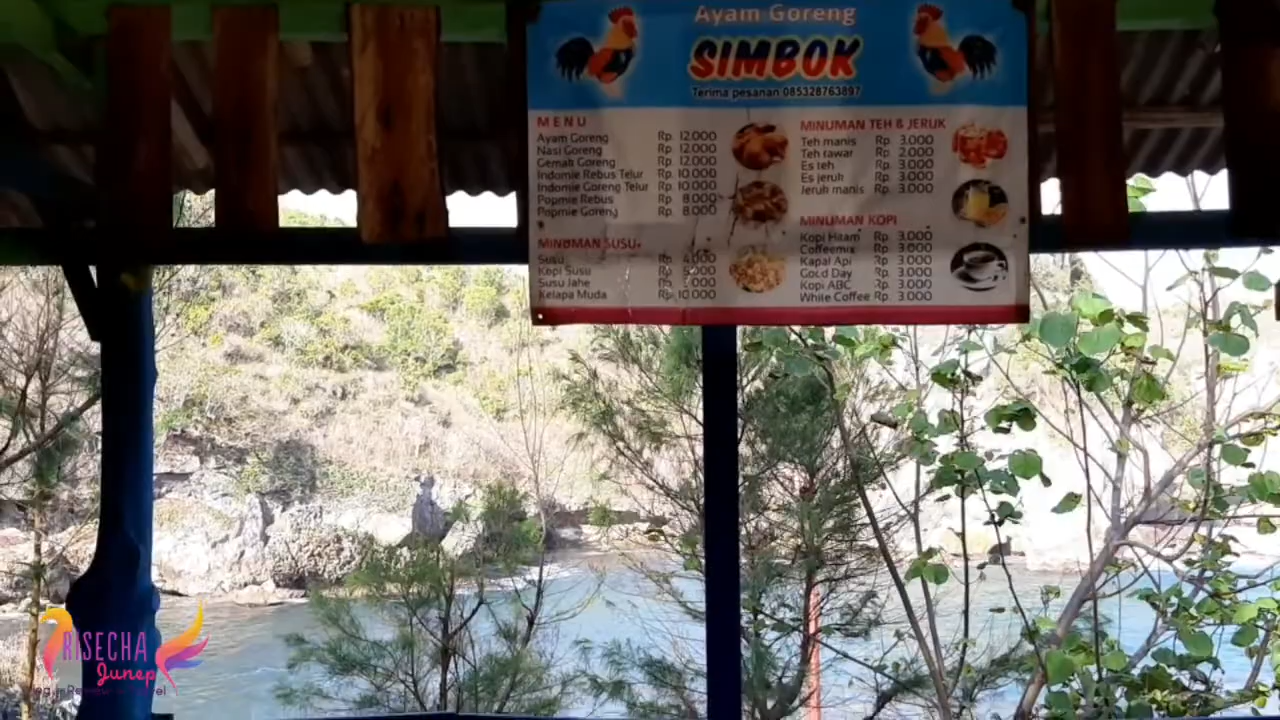 Ayam Goreng
SIMBOK
Terima pesanan 085328763897
MENU
Ayam Goreng Rp. 12.000
Nasi Goreng Rp. 12.000
Gemak Goreng Rp. 12.000
Indomie Rebus Telur Rp. 10.000
Indomie Goreng Telur Rp. 10.000
Popmie Rebus Rp. 8.000
Popmie Goreng Rp. 8.000
MINUMAN SUSU
Susu Rp. 4.000
Kopi Susu Rp. 5.000
Susu Jahe Rp.
Kelapa Muda Rp. 10.000
MINUMAN TEH & JERUK
Teh manis Rp. 3.000
Teh tawar Rp. 2.000
Es teh Rp. 3.000
Es jeruk Rp. 3.000
Jeruk manis Rp. 3.000
MINUMAN KOPI
Kopi Hitam Rp. 3.000
Coffeemix Rp. 3.000
Kapal Api Rp. 3.000
Good Day Rp. 3.000
Kopi ABC Rp. 3.000
White Coffee Rp. 3.000
RISECHA
Junep